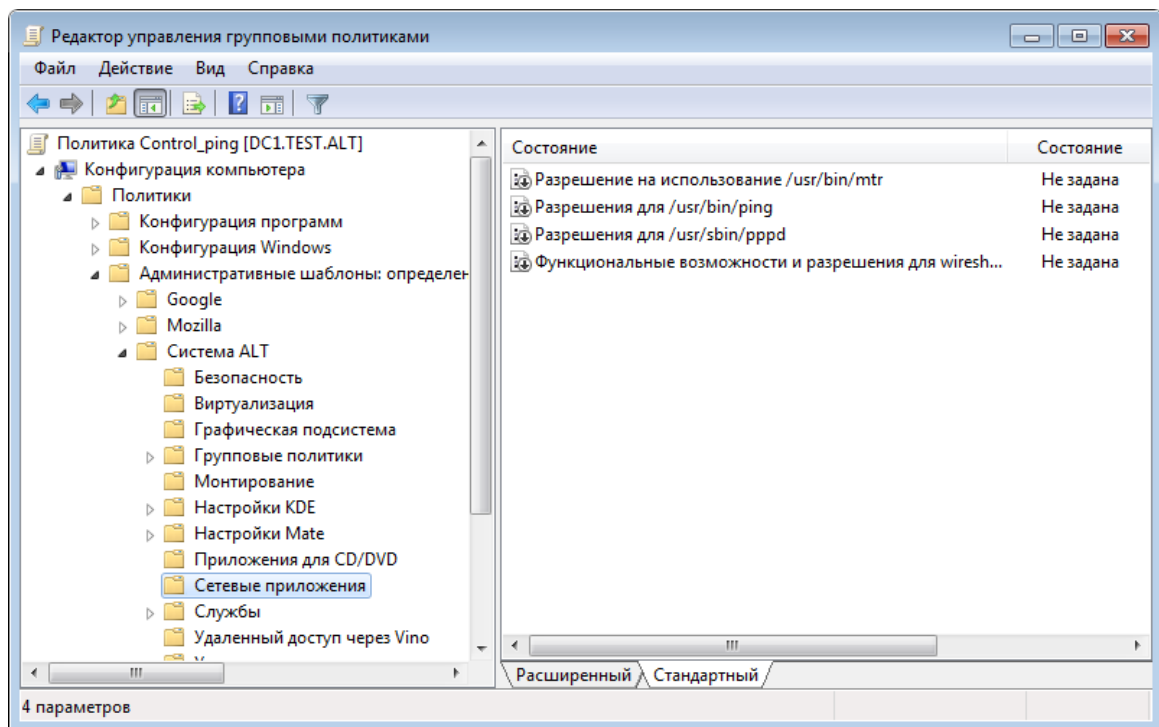 Редактор управления групповыми политиками
Файл Действие Вид Справка
Политика Control_ping [DC1.TEST.ALT]
Конфигурация компьютера
Политики
Конфигурация программ
Конфигурация Windows
Административные шаблоны: определен
Google
Mozilla
Система ALT
Безопасность
Виртуализация
Графическая подсистема
Групповые политики
Монтирование
Настройки KDE
Настройки Mate
Приложения для CD/DVD
Сетевые приложения
Службы
Удаленный доступ через Vino
Состояние Состояние
Разрешение на использование /usr/bin/mtr Не задана
Разрешения для /usr/bin/ping Не задана
Разрешения для /usr/sbin/pppd Не задана
Функциональные возможности и разрешения для wiresh... Не задана
Расширенный Стандартный
4 параметров